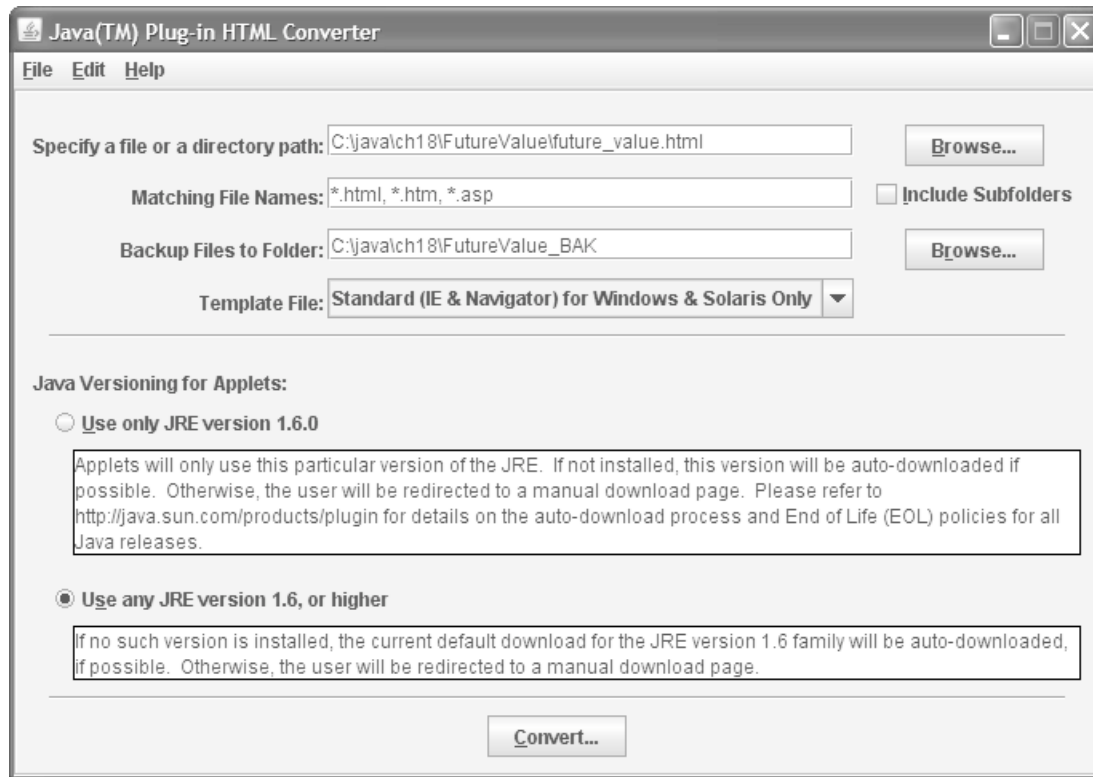 Java(TM) Plug-in HTML Converter
File Edit Help
Specify a file or a directory path: C:\java\ch18\FutureValue\future_value.html Browse...
Matching File Names: *.html, *.htm, *.asp Include Subfolders
Backup Files to Folder: C:\java\ch18\FutureValue_BAK Browse...
Template File: Standard (IE & Navigator) for Windows & Solaris Only
Java Versioning for Applets:
Use only JRE version 1.6.0
Applets will only use this particular version of the JRE. If not installed, this version will be auto-downloaded if
possible. Otherwise, the user will be redirected to a manual download page. Please refer to
http://java.sun.com/products/plugin for details on the auto-download process and End of Life (EOL) policies for all
Java releases.
Use any JRE version 1.6, or higher
If no such version is installed, the current default download for the JRE version 1.6 family will be auto-downloaded,
if possible. Otherwise, the user will be redirected to a manual download page.
Convert...